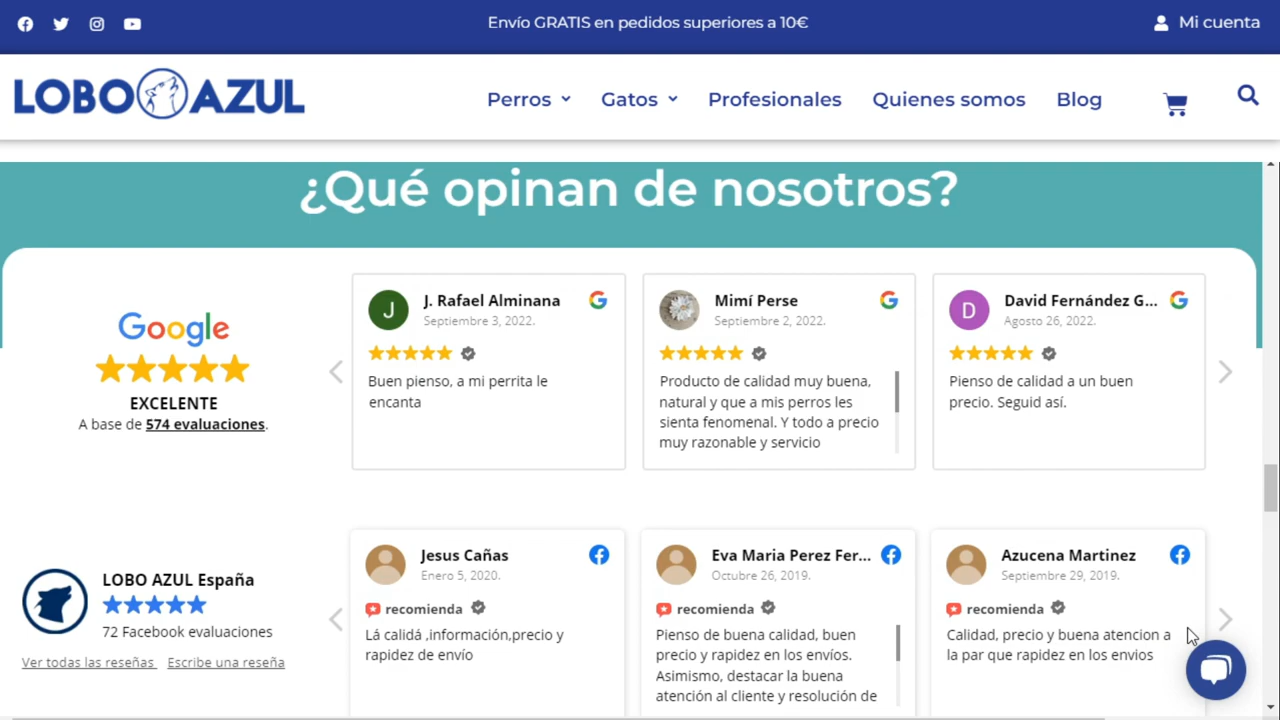 Envío GRATIS en pedidos superiores a 10€
Mi cuenta
LOBO AZUL
Perros
Gatos
Profesionales
Quienes somos
Blog
¿Qué opinan de nosotros?
Google
EXCELENTE
A base de 574 evaluaciones.
J
J. Rafael Alminana
Septiembre 3, 2022.
Buen pienso, a mi perrita le
encanta
Mimí Perse
Septiembre 2, 2022.
Producto de calidad muy buena,
natural y que a mis perros les
sienta fenomenal. Y todo a precio
muy razonable y servicio
D
David Fernández G...
Agosto 26, 2022.
Pienso de calidad a un buen
precio. Seguid así.
LOBO AZUL España
72 Facebook evaluaciones
Ver todas las reseñas
Escribe una reseña
Jesus Cañas
Enero 5, 2020.
recomienda
Lá calidá ,información,precio y
rapidez de envío
Eva Maria Perez Fer...
Octubre 26, 2019.
recomienda
Pienso de buena calidad, buen
precio y rapidez en los envíos.
Asimismo, destacar la buena
atención al cliente y resolución de
Azucena Martinez
Septiembre 29, 2019.
recomienda
Calidad, precio y buena atencion a
la par que rapidez en los envios